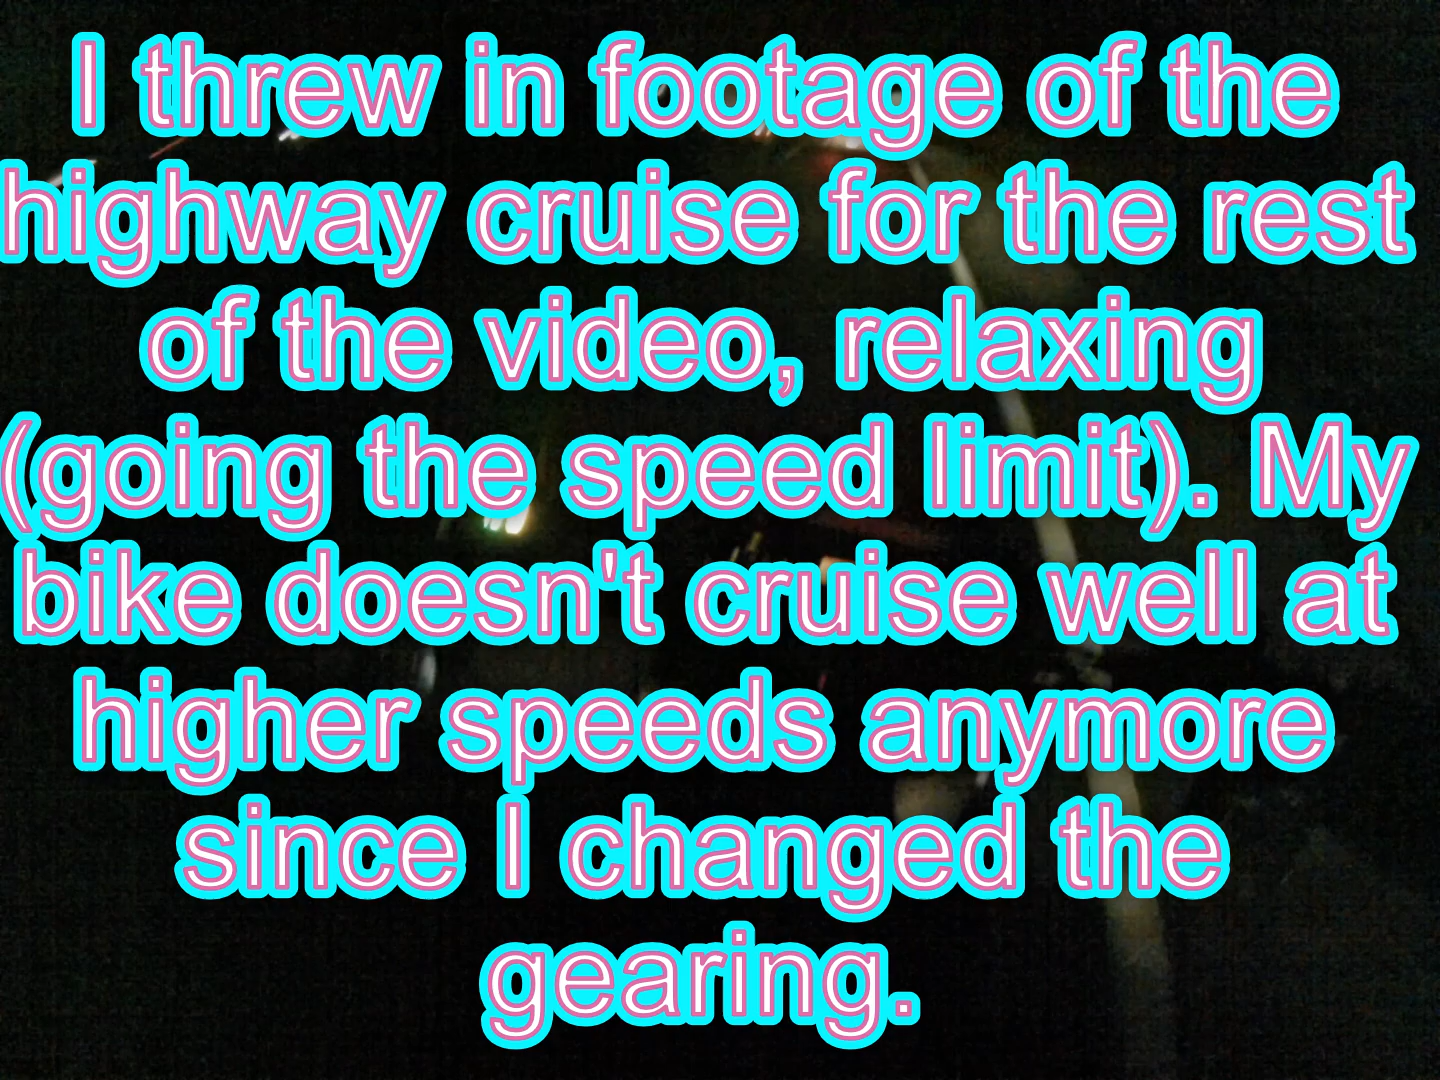 I threw in footage of the
highway cruise for the rest
of the video, relaxing
(going the speed limit). My
bike doesn't cruise well at
higher speeds anymore
since I changed the
gearing.